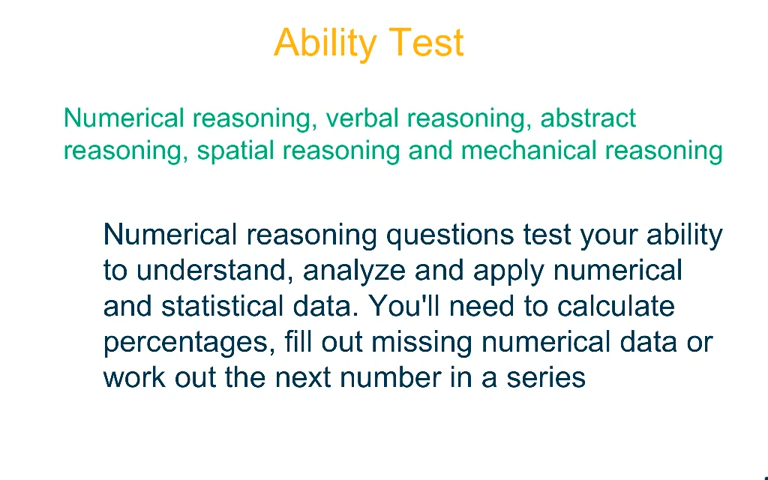 Ability Test
Numerical reasoning, verbal reasoning, abstract
reasoning, spatial reasoning and mechanical reasoning
Numerical reasoning questions test your ability
to understand, analyze and apply numerical
and statistical data. You'll need to calculate
percentages, fill out missing numerical data or
work out the next number in a series